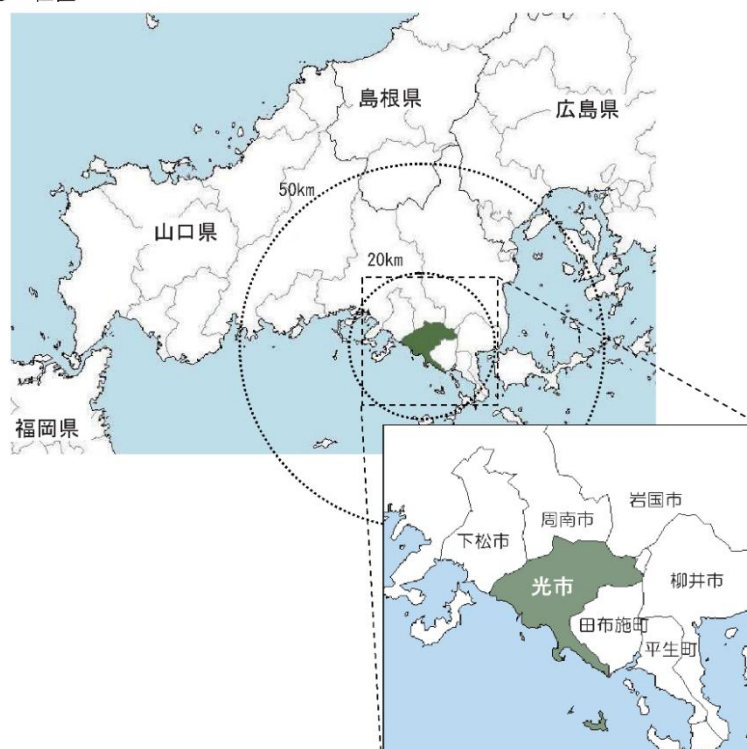 島根県
広島県
50km
山口県
20km
福岡県
岩国市
周南市
下松市
光市
柳井市
田布施町
平生町